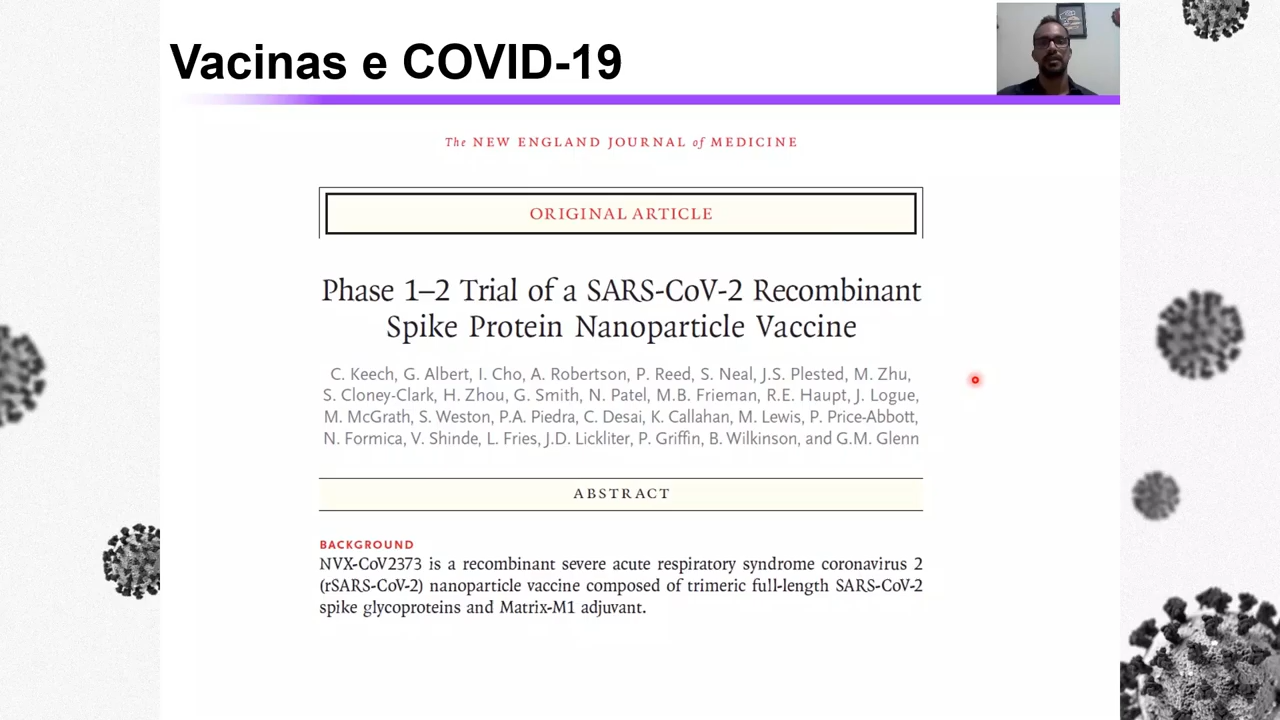 Vacinas e COVID-19
The NEW ENGLAND JOURNAL of MEDICINE
ORIGINAL ARTICLE
Phase 1–2 Trial of a SARS-CoV-2 Recombinant
Spike Protein Nanoparticle Vaccine
C. Keech, G. Albert, I. Cho, A. Robertson, P. Reed, S. Neal, J.S. Plested, M. Zhu,
S. Cloney-Clark, H. Zhou, G. Smith, N. Patel, M.B. Frieman, R.E. Haupt, J. Logue,
M. McGrath, S. Weston, P.A. Piedra, C. Desai, K. Callahan, M. Lewis, P. Price-Abbott,
N. Formica, V. Shinde, L. Fries, J.D. Lickliter, P. Griffin, B. Wilkinson, and G.M. Glenn
ABSTRACT
BACKGROUND
NVX-CoV2373 is a recombinant severe acute respiratory syndrome coronavirus 2
(rSARS-CoV-2) nanoparticle vaccine composed of trimeric full-length SARS-CoV-2
spike glycoproteins and Matrix-M1 adjuvant.